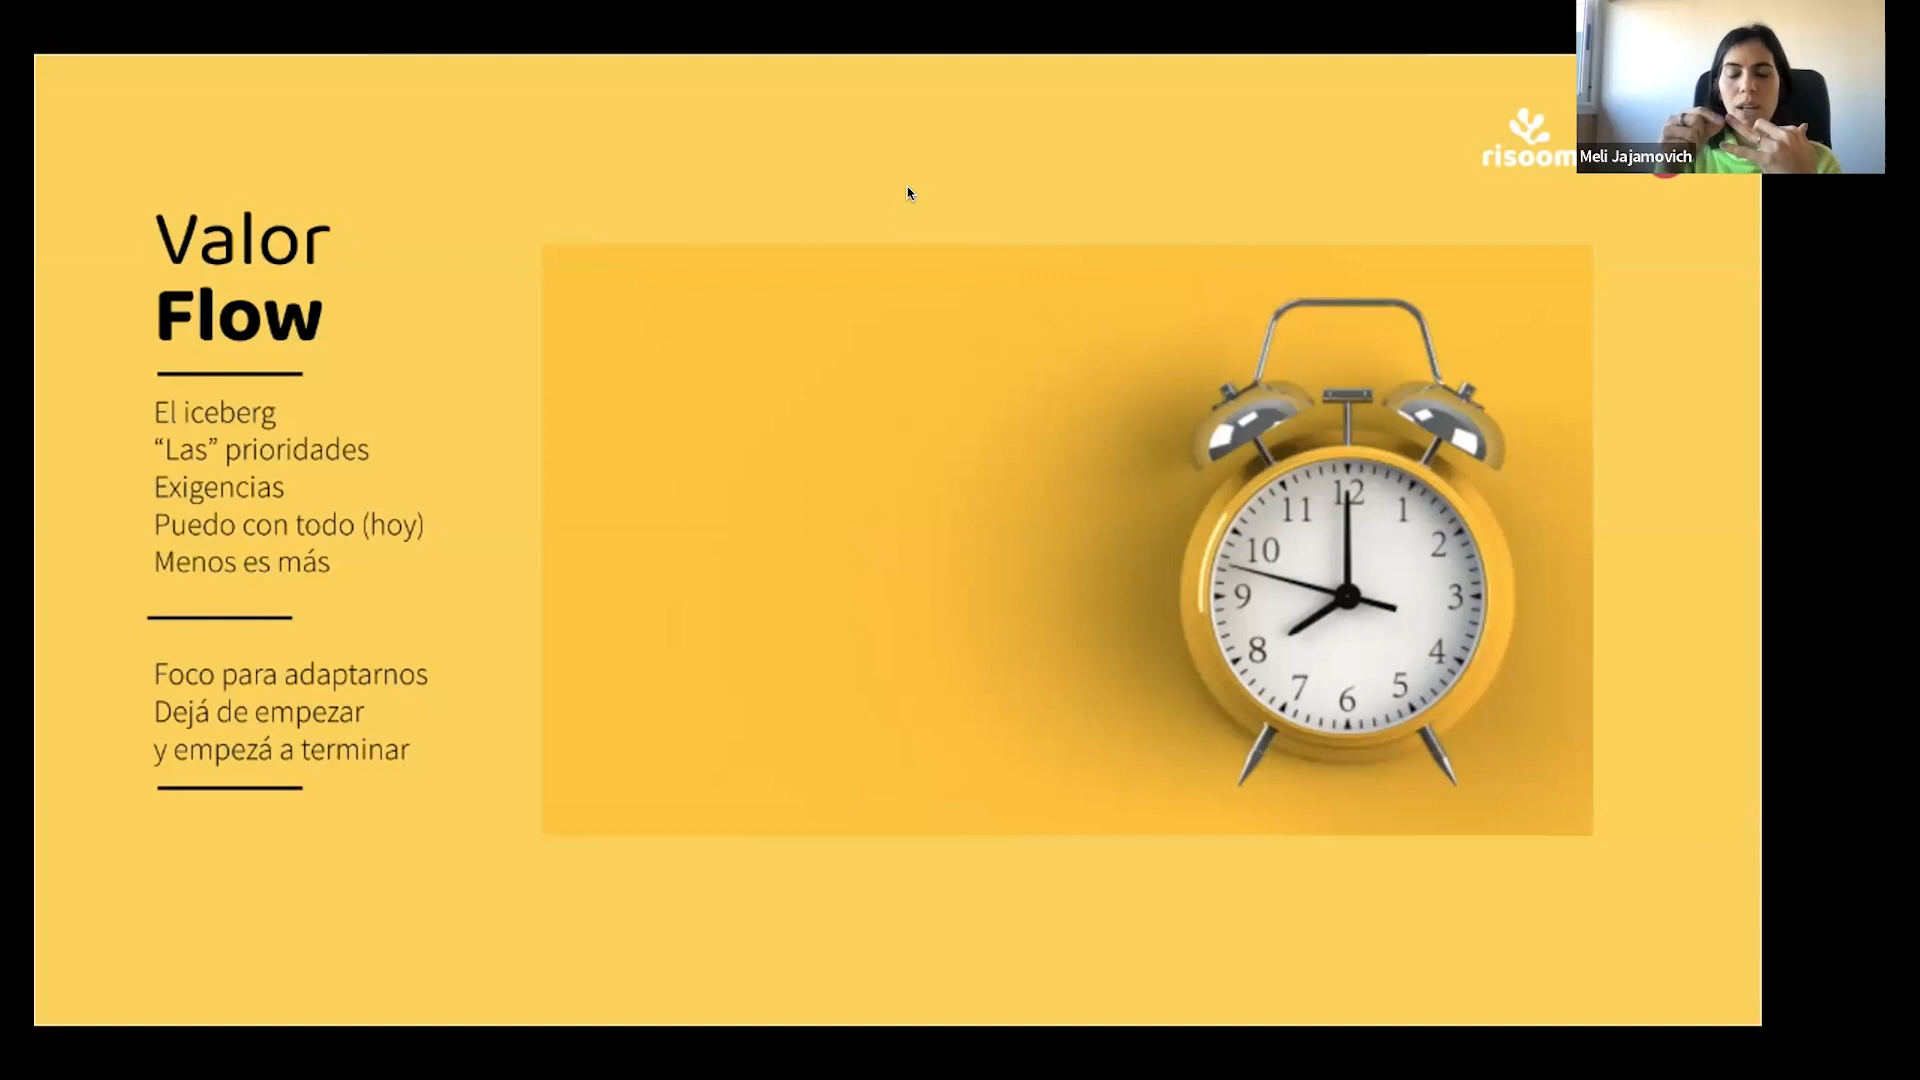 Meli Jajamovich
risoom
Valor
Flow
El iceberg
“Las” prioridades
Exigencias
Puedo con todo (hoy)
Menos es más
Foco para adaptarnos
Dejá de empezar
y empezá a terminar
12
11
1
10
2
9
3
8
4
7
5
6